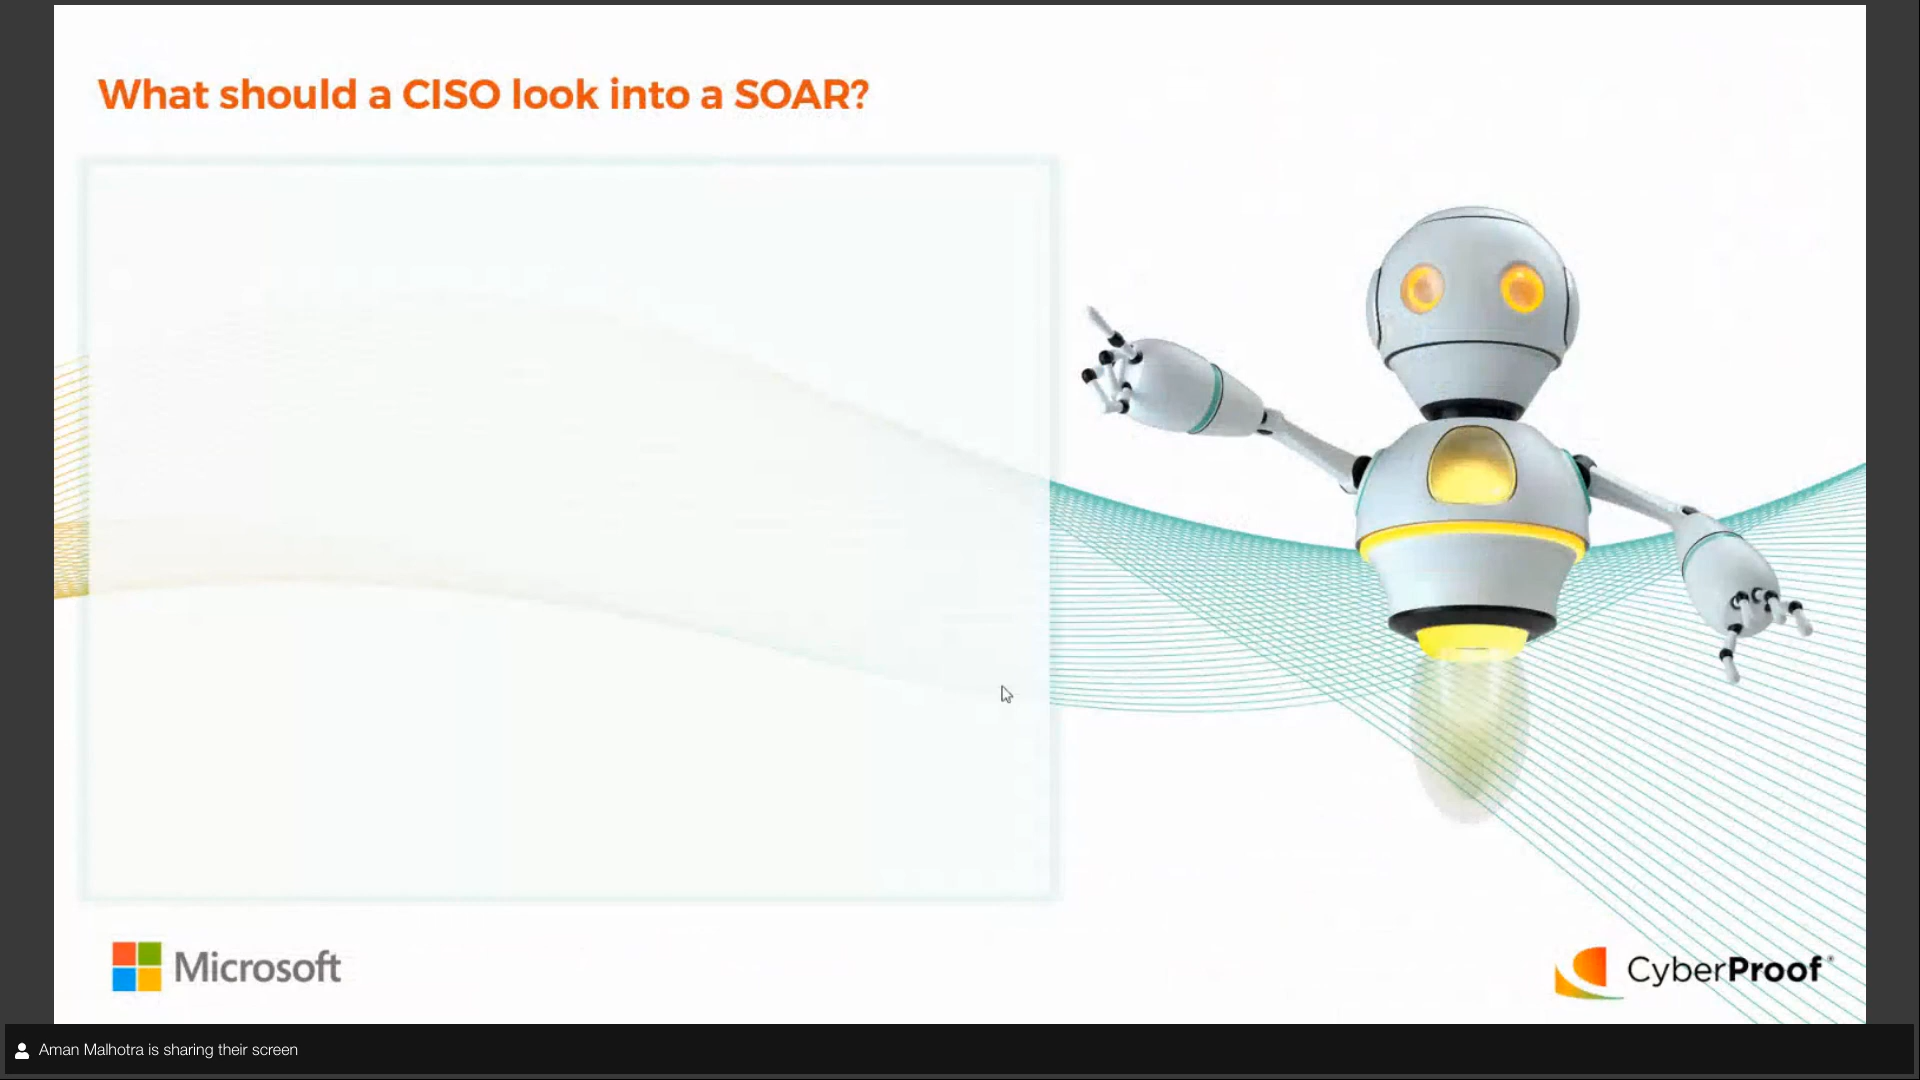 What should a CISO look into a SOAR?
Microsoft
CyberProof
Aman Malhotra is sharing their screen